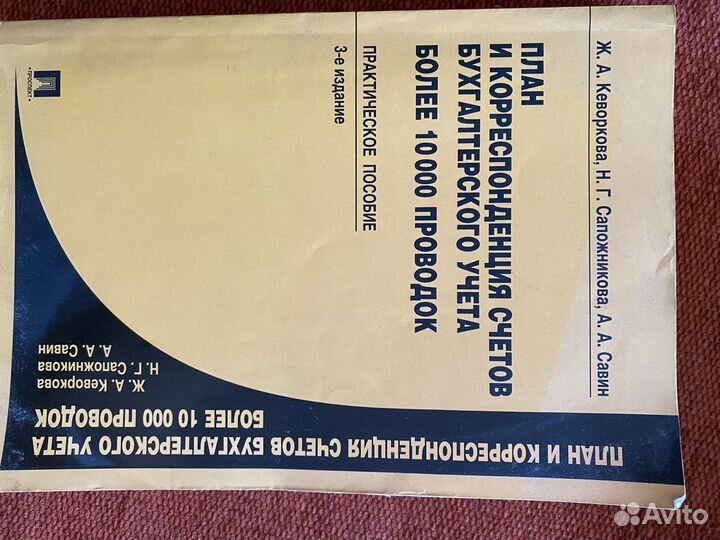 Ж. А. Кеворкова, Н. Г. Сапожникова, А. А. Савин
ПЛАН
И КОРРЕСПОНДЕНЦИЯ СЧЕТОВ
БУХГАЛТЕРСКОГО УЧЕТА
БОЛЕЕ 10 000 ПРОВОДОК
ПРАКТИЧЕСКОЕ ПОСОБИЕ
3-е издание
•ПРОСПЕКТ•
Ж. А. Кеворкова
Н. Г. Сапожникова
А. А. Савин
ПЛАН И КОРРЕСПОНДЕНЦИЯ СЧЕТОВ БУХГАЛТЕРСКОГО УЧЕТА
БОЛЕЕ 10 000 ПРОВОДОК
Avito